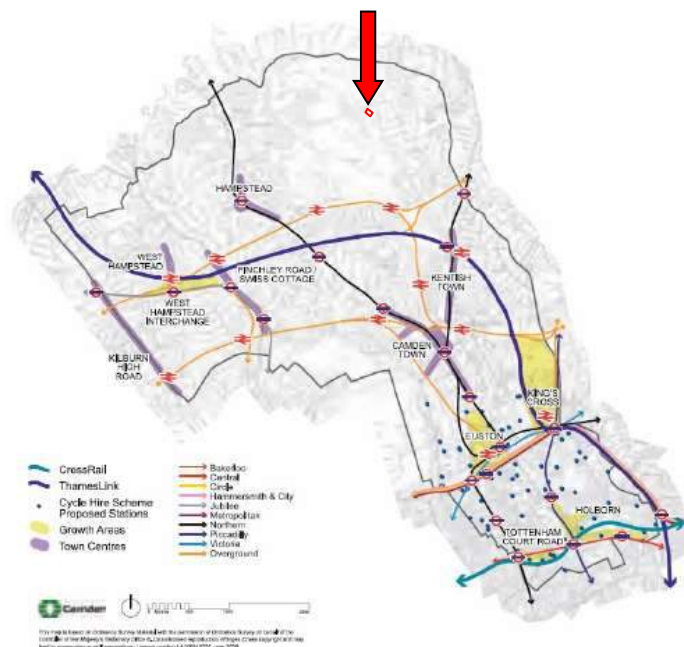 HAMPSTEAD
WEST
HAMPSTEAD
FINCHLEY ROAD /
SWISS COTTAGE
KENTISH
TOWN
WEST
HAMPSTEAD
INTERCHANGE
CAMDEN
TOWN
KILBURN
HIGH
ROAD
KING'S
CROSS
EUSTON
HOLBORN
TOTTENHAM
COURT ROAD
CrossRail
ThamesLink
Cycle Hire Scheme
Proposed Stations
Growth Areas
Town Centres
Bakerloo
Central
Circle
Hammersmith & City
Jubilee
Metropolitan
Northern
Piccadilly
Victoria
Overground
Camden